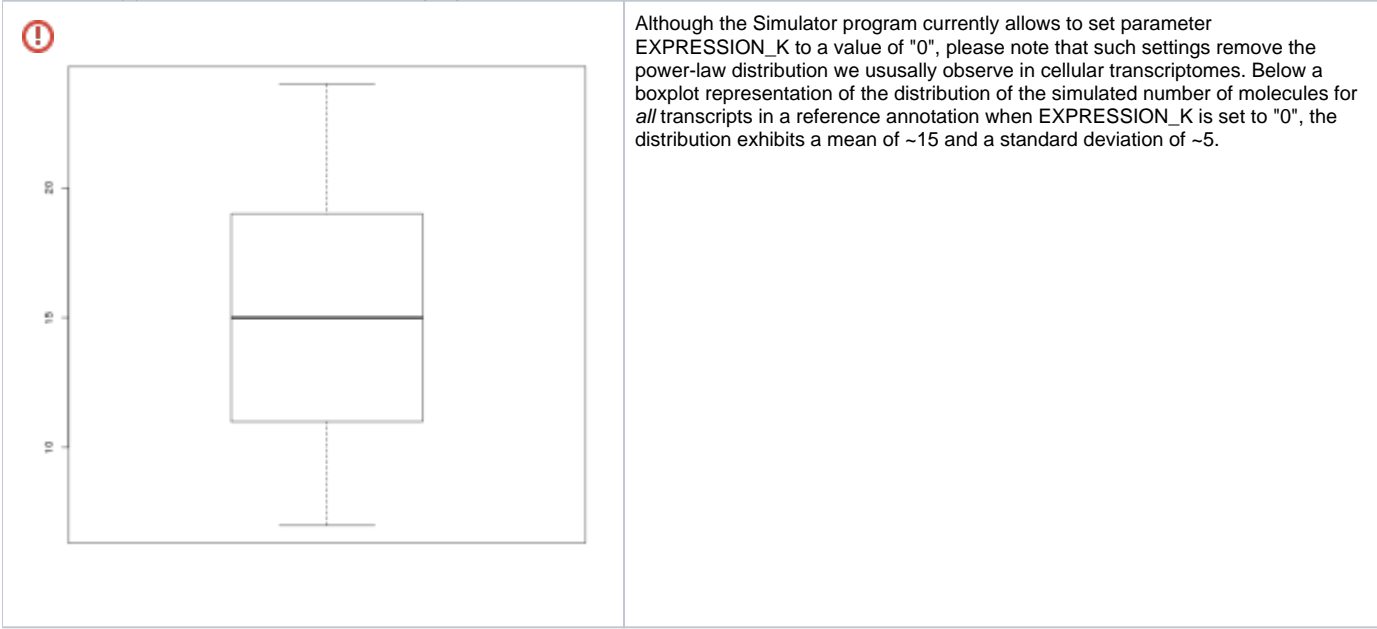 Although the Simulator program currently allows to set parameter
EXPRESSION_K to a value of "0", please note that such settings remove the
power-law distribution we ususally observe in cellular transcriptomes. Below a
boxplot representation of the distribution of the simulated number of molecules for
all transcripts in a reference annotation when EXPRESSION_K is set to "0", the
distribution exhibits a mean of ~15 and a standard deviation of ~5.
20
15
10